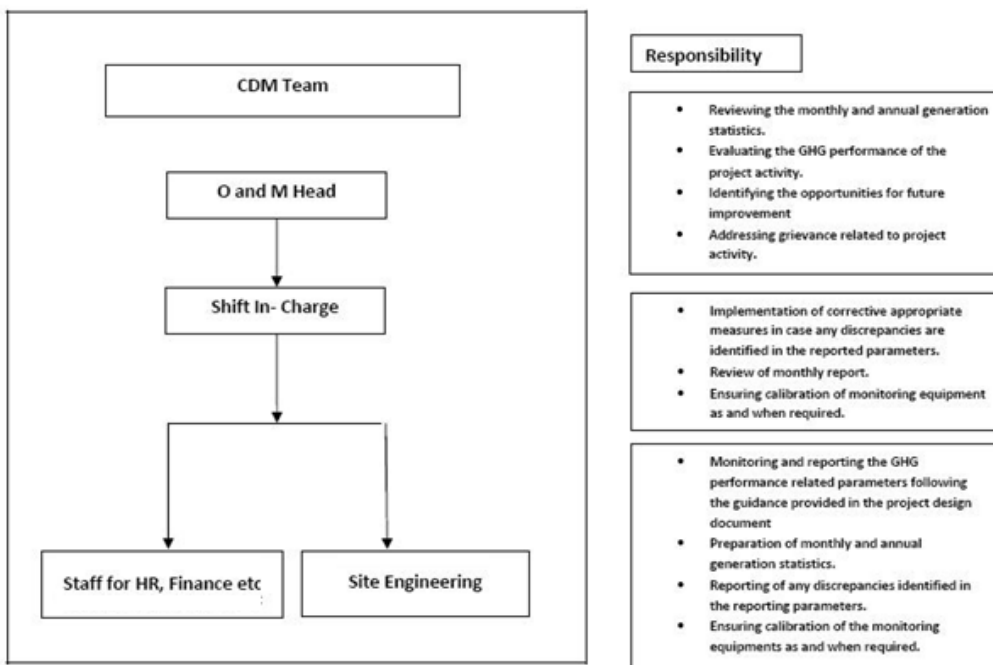 CDM Team
O and M Head
Shift In- Charge
Staff for HR, Finance etc
Site Engineering
Responsibility
• Reviewing the monthly and annual generation
statistics.
• Evaluating the GHG performance of the
project activity.
• Identifying the opportunities for future
improvement
• Addressing grievance related to project
activity.
• Implementation of corrective appropriate
measures in case any discrepancies are
identified in the reported parameters.
• Review of monthly report.
• Ensuring calibration of monitoring equipment
as and when required.
• Monitoring and reporting the GHG
performance related parameters following
the guidance provided in the project design
document
• Preparation of monthly and annual
generation statistics.
• Reporting of any discrepancies identified in
the reporting parameters.
• Ensuring calibration of the monitoring
equipments as and when required.